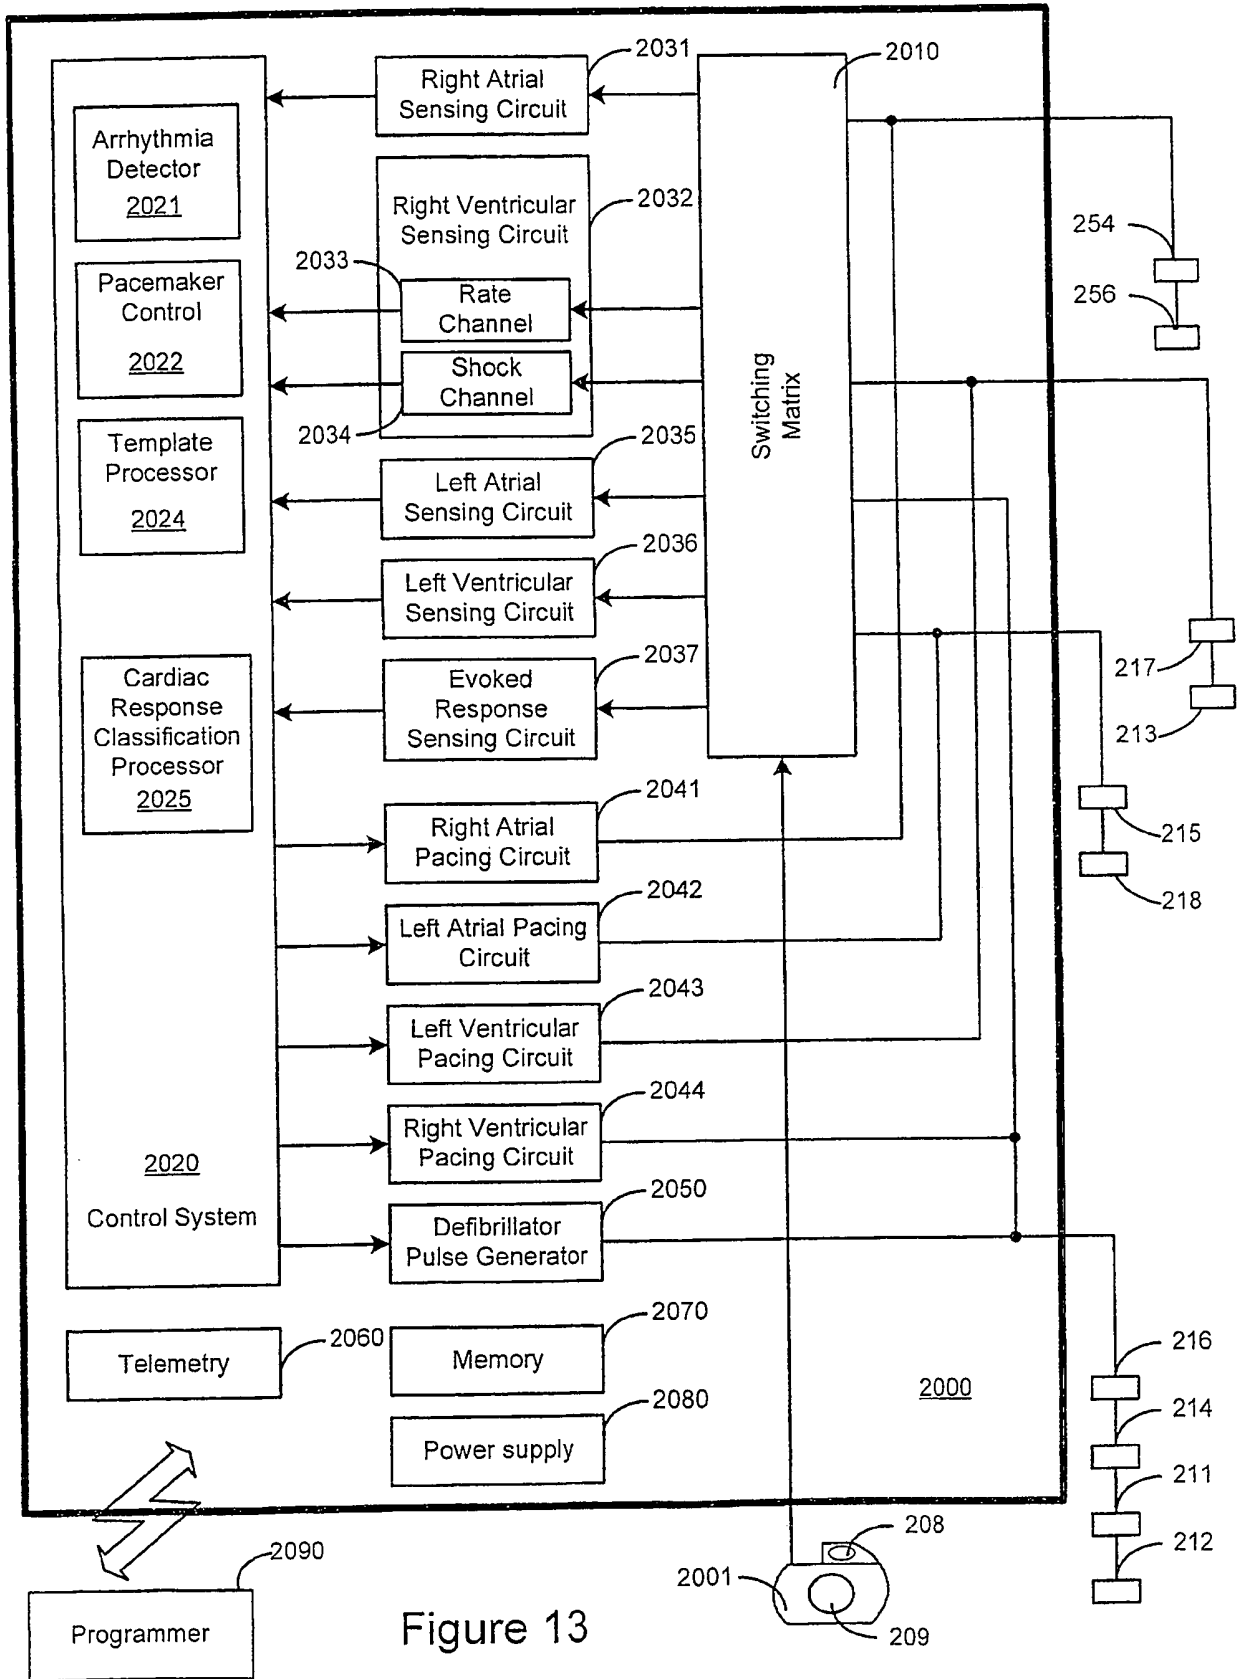 2031
2010
Right Atrial
Sensing Circuit
Arrhythmia
Detector
2021
Right Ventricular
Sensing Circuit
2032
254
2033
256
Pacemaker
Control
2022
Rate
Channel
Shock
Channel
2034
Switching
Matrix
Template
Processor
2024
2035
Left Atrial
Sensing Circuit
2036
Left Ventricular
Sensing Circuit
217
213
2037
Evoked
Response
Sensing Circuit
Cardiac
Response
Classification
Processor
2025
2041
Right Atrial
Pacing Circuit
215
218
2042
Left Atrial Pacing
Circuit
2043
Left Ventricular
Pacing Circuit
2044
Right Ventricular
Pacing Circuit
2020
Control System
2050
Defibrillator
Pulse Generator
2060
Telemetry
2070
Memory
2000
216
214
211
212
2080
Power supply
208
2001
209
2090
Programmer
Figure 13